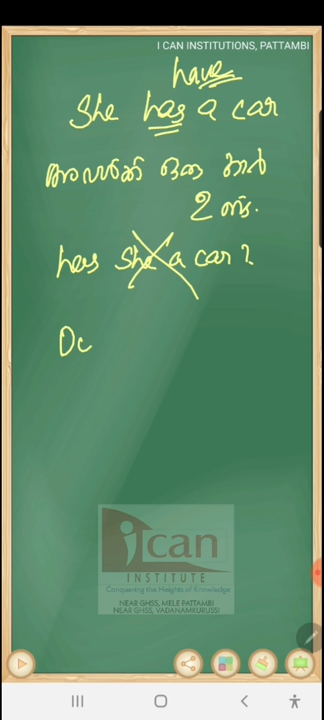 I CAN INSTITUTIONS, PATTAMBI
have
She has a car
അവൾക്ക് ഒരു കാർ
ഉണ്ട്.
has She a car?
Do
ican
INSTITUTE
Conquering the Heights of Knowledge
NEAR GHSS, MELE PATTAMBI
NEAR GHSS, VADANAMKURUSSI